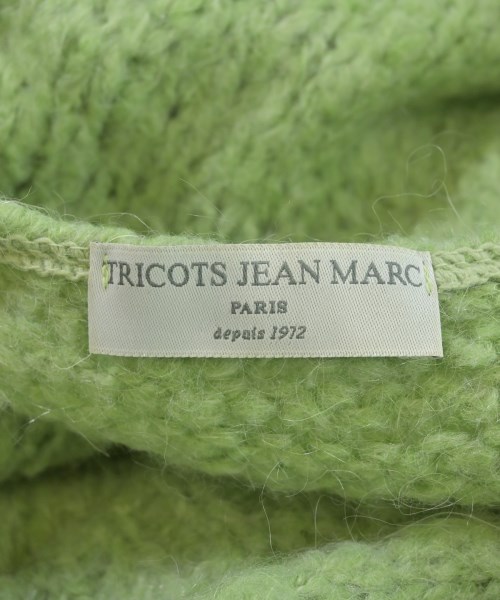 TRICOTS JEAN MARC
PARIS
depuis 1972